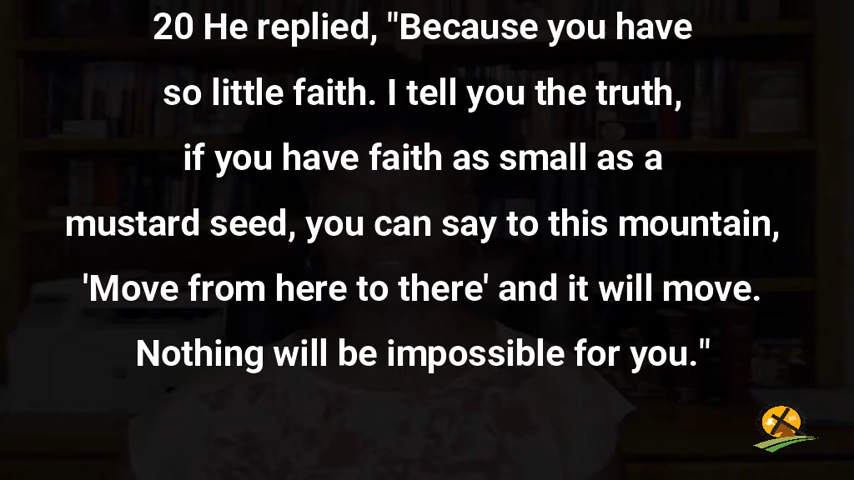 20 He replied, "Because you have
so little faith. I tell you the truth,
if you have faith as small as a
mustard seed, you can say to this mountain,
'Move from here to there' and it will move.
Nothing will be impossible for you."